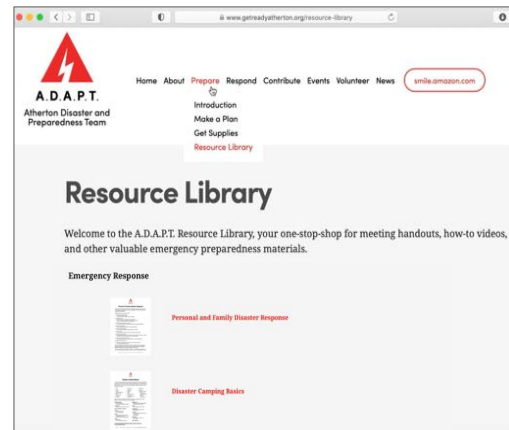 www.getreadyatherton.org/resource-library
A.D.A.P.T.
Atherton Disaster and
Preparedness Team
Home About Prepare Respond Contribute Events Volunteer News smile.amazon.com
Introduction
Make a Plan
Get Supplies
Resource Library
Resource Library
Welcome to the A.D.A.P.T. Resource Library, your one-stop-shop for meeting handouts, how-to videos,
and other valuable emergency preparedness materials.
Emergency Response
Personal and Family Disaster Response
Disaster Camping Basics